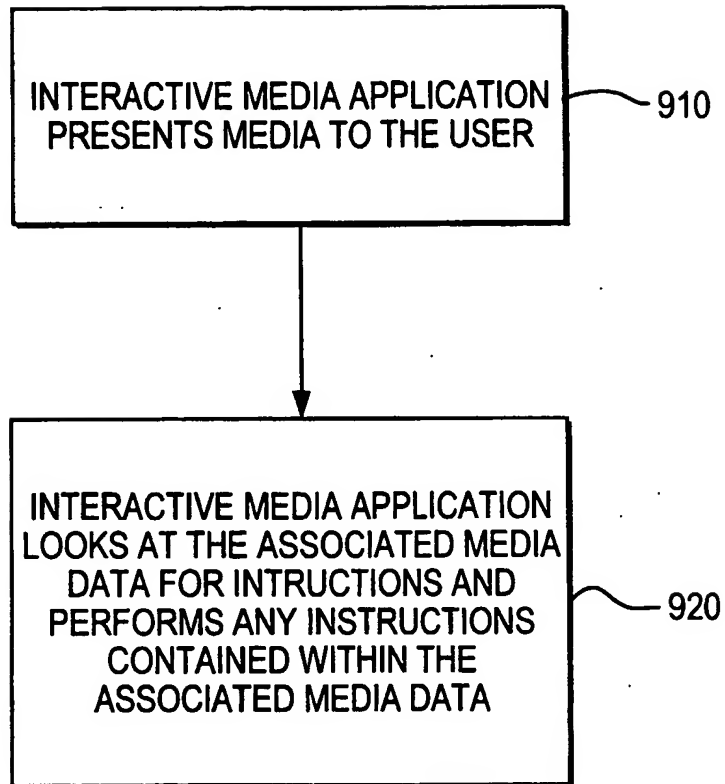 INTERACTIVE MEDIA APPLICATION
PRESENTS MEDIA TO THE USER
910
INTERACTIVE MEDIA APPLICATION
LOOKS AT THE ASSOCIATED MEDIA
DATA FOR INTRUCTIONS AND
PERFORMS ANY INSTRUCTIONS
CONTAINED WITHIN THE
ASSOCIATED MEDIA DATA
920